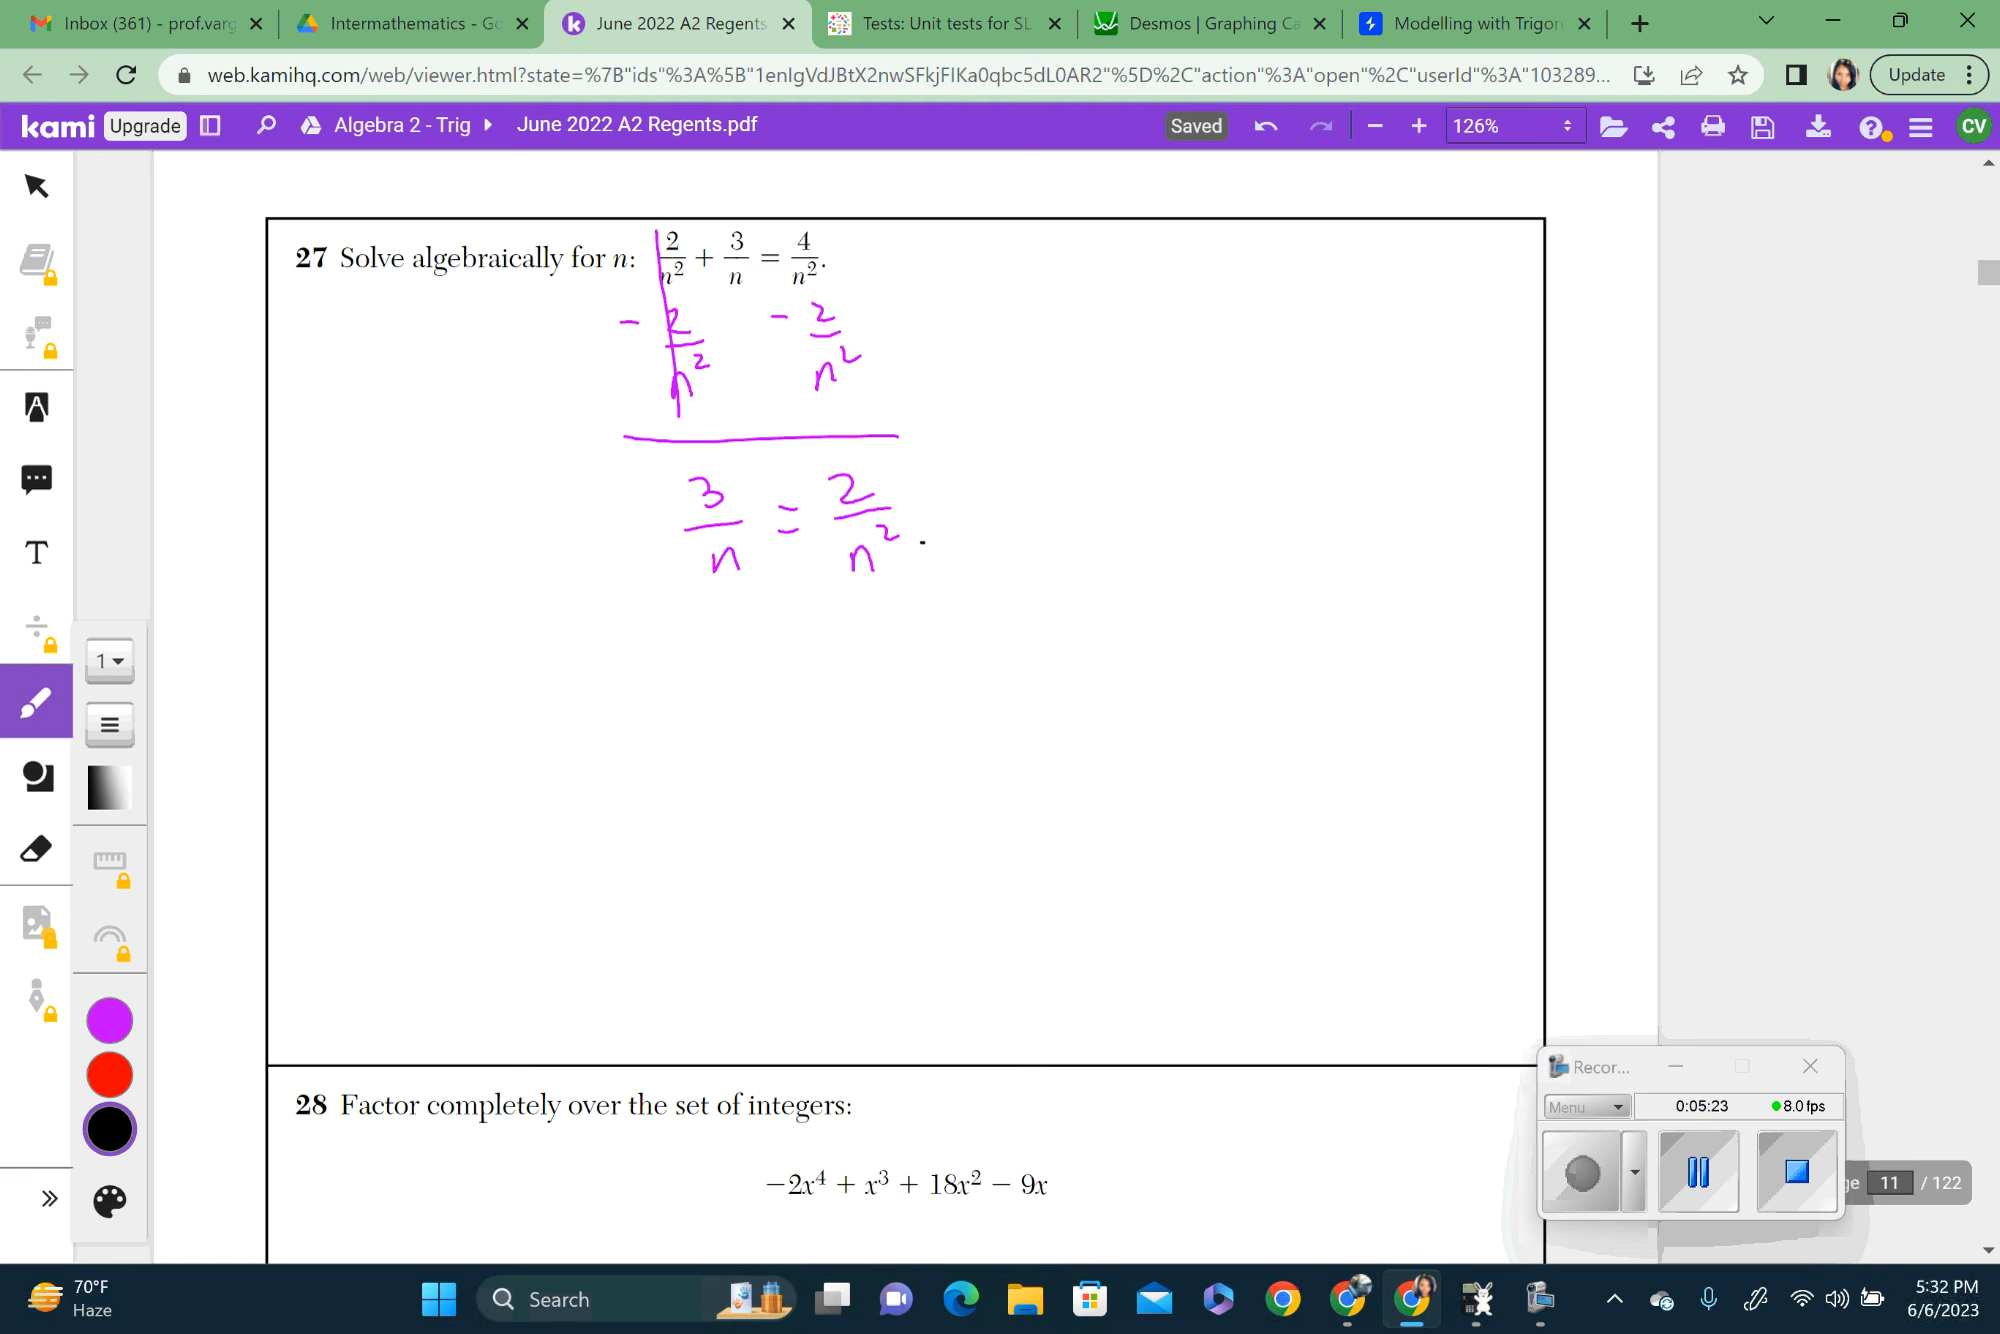 Inbox (361) - prof.varg
Intermathematics - Go
June 2022 A2 Regents
Tests: Unit tests for SL
Desmos | Graphing Ca
Modelling with Trigon
web.kamihq.com/web/viewer.html?state=%7B"ids"%3A%5B"1enIgVdJBtX2nwSFkjFIKa0qbc5dL0AR2"%5D%2C"action"%3A"open"%2C"userId"%3A"103289...
Update
kami Upgrade Algebra 2 - Trig June 2022 A2 Regents.pdf Saved 126% CV
27 Solve algebraically for n: 2/n² + 3/n = 4/n².
- 2/n² - 2/n²
3/n = 2/n²
T
1
28 Factor completely over the set of integers:
−2x⁴ + x³ + 18x² − 9x
Recor...
Menu 0:05:23 8.0 fps
ge 11 / 122
70°F
Haze
Search
5:32 PM
6/6/2023